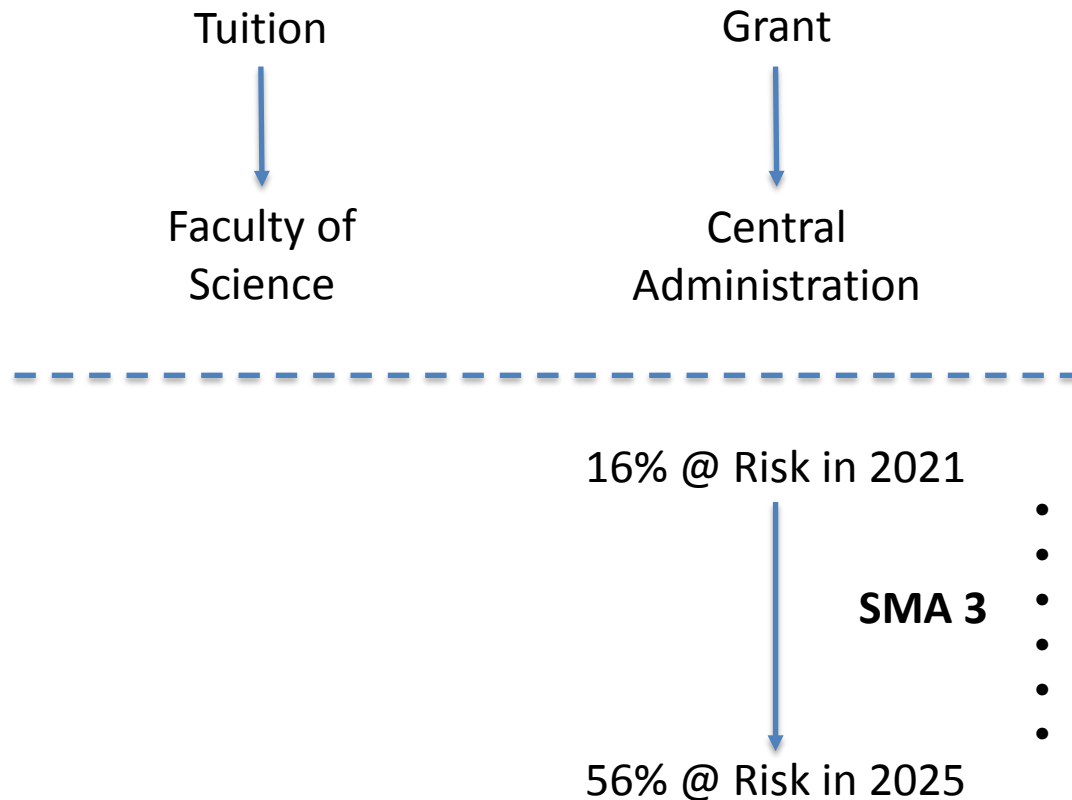 Tuition
Grant
Faculty of
Science
Central
Administration
16% @ Risk in 2021
SMA 3
•
•
•
•
•
•
56% @ Risk in 2025